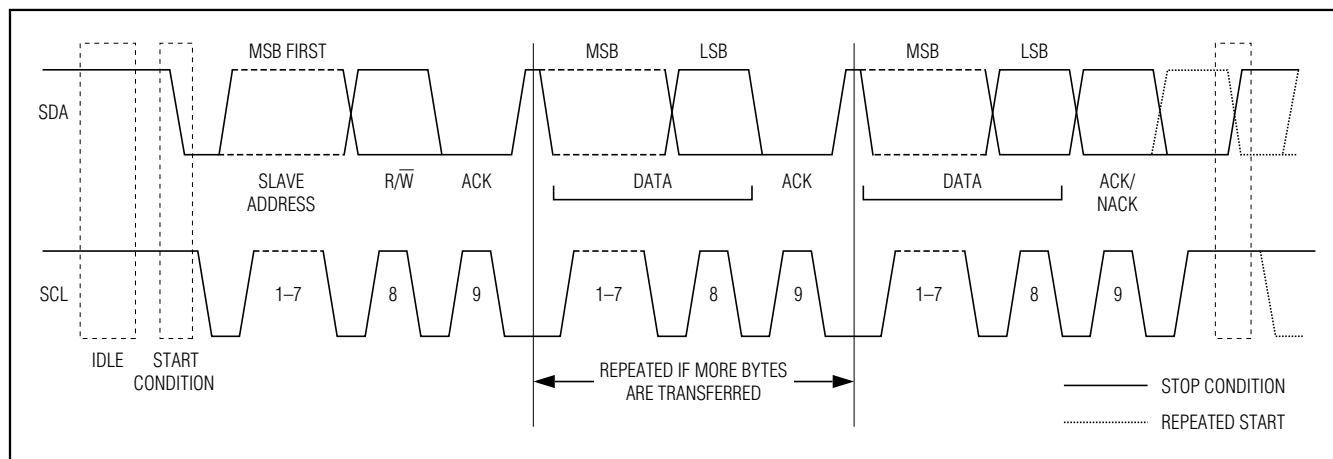 MSB FIRST
MSB
LSB
MSB
LSB
SDA
SLAVE
ADDRESS
R/W̅
ACK
DATA
ACK
DATA
ACK/
NACK
SCL
1–7
8
9
1–7
8
9
1–7
8
9
IDLE
START
CONDITION
REPEATED IF MORE BYTES
ARE TRANSFERRED
STOP CONDITION
REPEATED START